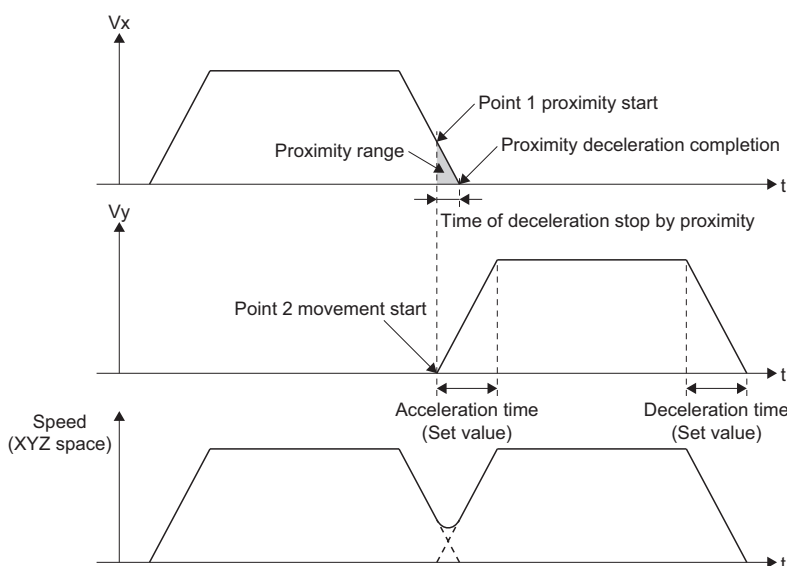 Vx
Point 1 proximity start
Proximity range
Proximity deceleration completion
t
Time of deceleration stop by proximity
Vy
Point 2 movement start
t
Acceleration time
(Set value)
Deceleration time
(Set value)
Speed
(XYZ space)
t